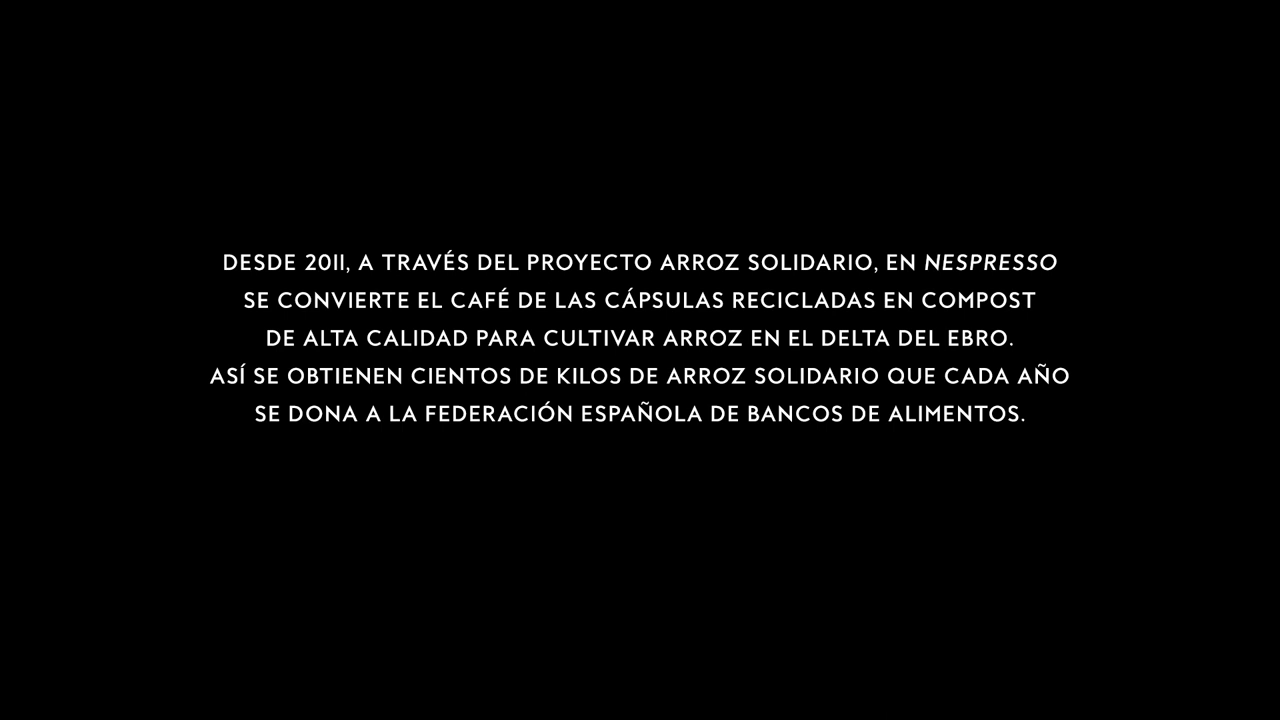 DESDE 2011, A TRAVÉS DEL PROYECTO ARROZ SOLIDARIO, EN NESPRESSO
SE CONVIERTE EL CAFÉ DE LAS CÁPSULAS RECICLADAS EN COMPOST
DE ALTA CALIDAD PARA CULTIVAR ARROZ EN EL DELTA DEL EBRO.
ASÍ SE OBTIENEN CIENTOS DE KILOS DE ARROZ SOLIDARIO QUE CADA AÑO
SE DONA A LA FEDERACIÓN ESPAÑOLA DE BANCOS DE ALIMENTOS.